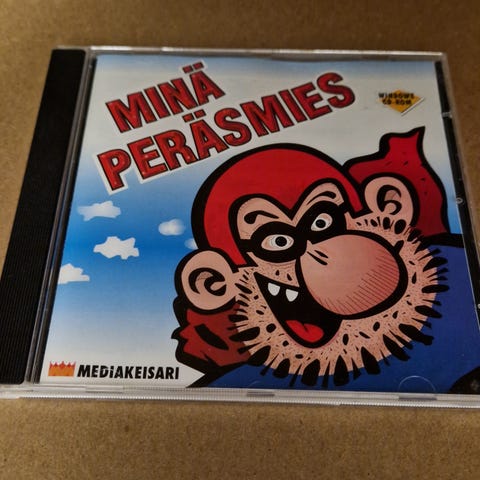 MINÄ
PERÄSMIES
WINDOWS
CD-ROM
MEDIAKEISARI